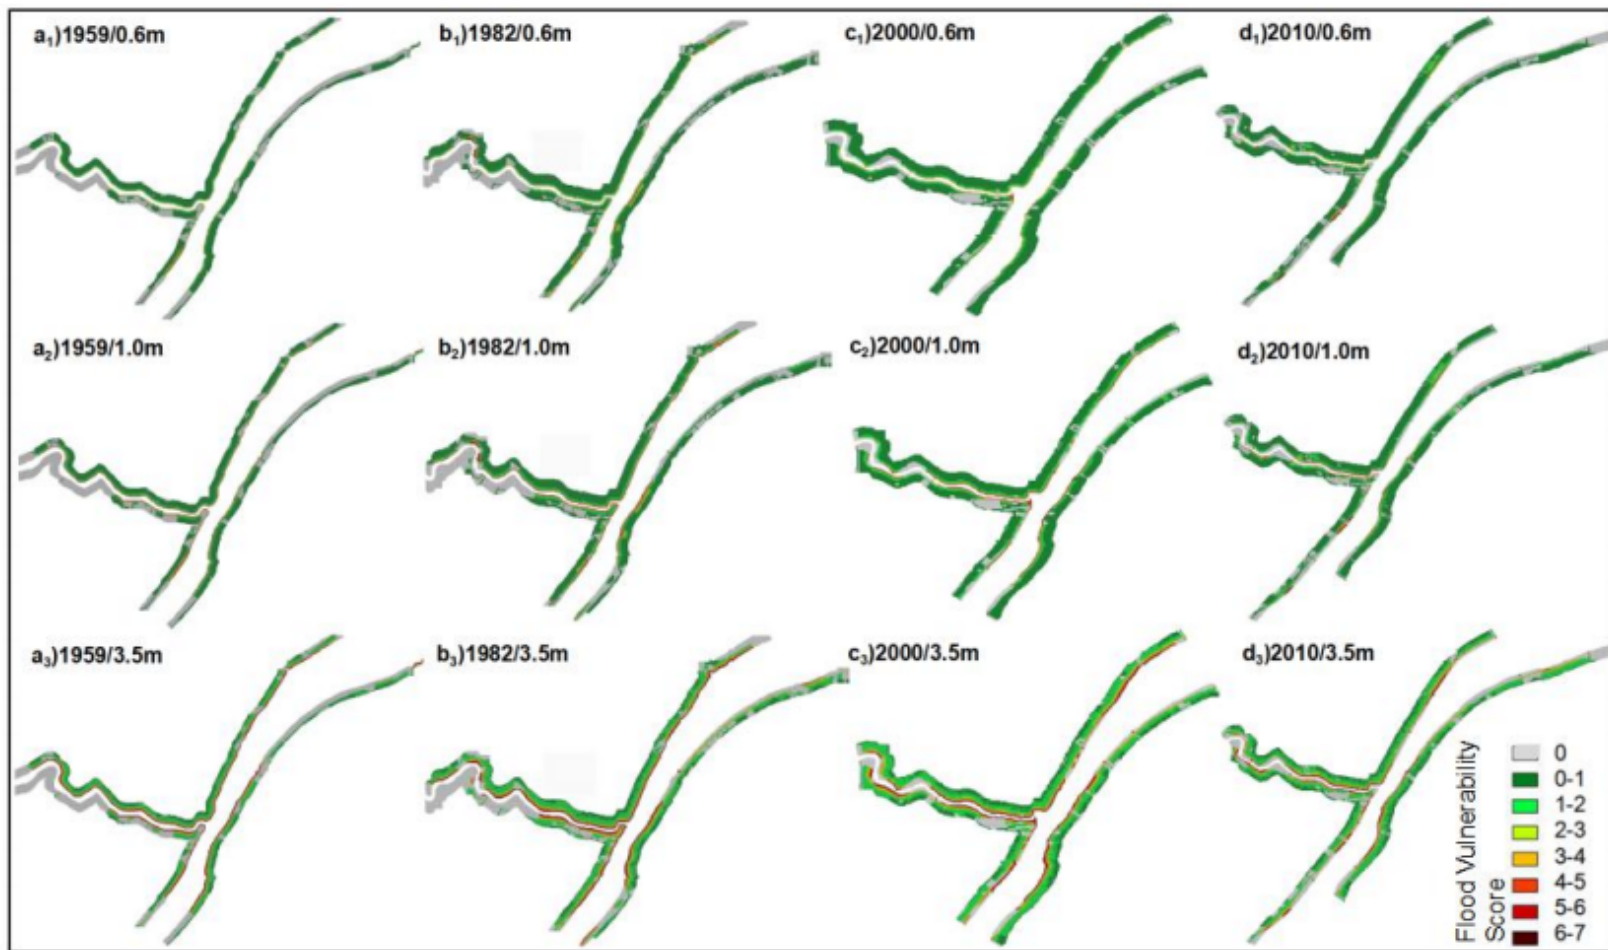 a₁)1959/0.6m
b₁)1982/0.6m
c₁)2000/0.6m
d₁)2010/0.6m
a₂)1959/1.0m
b₂)1982/1.0m
c₂)2000/1.0m
d₂)2010/1.0m
a₃)1959/3.5m
b₃)1982/3.5m
c₃)2000/3.5m
d₃)2010/3.5m
Flood Vulnerability
Score
0
0-1
1-2
2-3
3-4
4-5
5-6
6-7